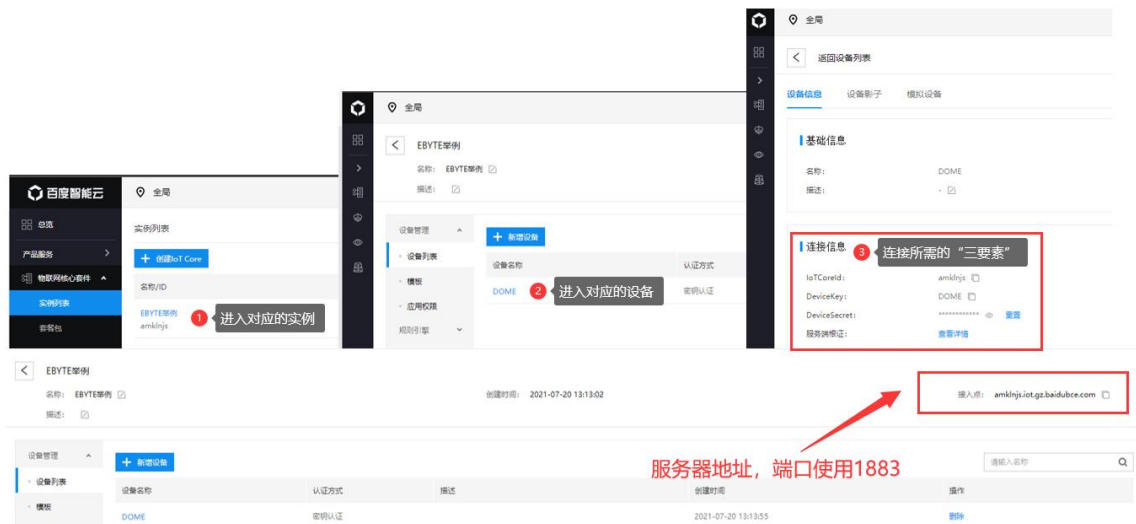 全局
返回设备列表
设备信息 设备影子 模拟设备
基础信息
名称: DOME
描述: -
连接信息 3 连接所需的“三要素”
IoTCoreId: amklnjs
DeviceKey: DOME
DeviceSecret: ************ 重置
服务端根证: 查看详情
全局
EBYTE举例
名称: EBYTE举例
描述:
设备管理
新增设备
设备列表
设备名称 认证方式
模板
DOME 2 进入对应的设备 密钥认证
应用权限
规则引擎
百度智能云 全局
总览
实例列表
产品服务
+ 创建IoT Core
物联网核心套件
名称/ID
实例列表
EBYTE举例
amklnjs
1 进入对应的实例
套餐包
EBYTE举例
名称: EBYTE举例 创建时间: 2021-07-20 13:13:02 接入点: amklnjs.iot.gz.baidubce.com
描述:
服务器地址，端口使用1883
设备管理
+ 新增设备 请输入名称
设备列表
设备名称 认证方式 描述 创建时间 操作
模板
DOME 密钥认证 2021-07-20 13:13:55 删除